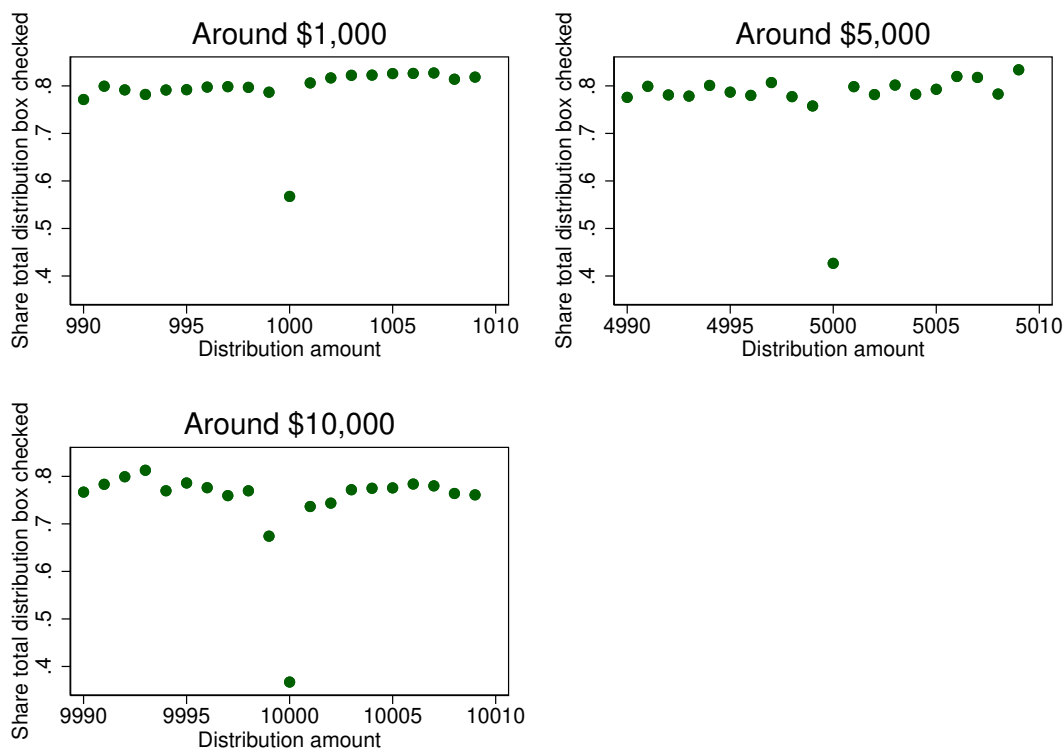 Around $1,000
Share total distribution box checked
.8
.7
.6
.5
.4
990 995 1000 1005 1010
Distribution amount
Around $5,000
Share total distribution box checked
.8
.7
.6
.5
.4
4990 4995 5000 5005 5010
Distribution amount
Around $10,000
Share total distribution box checked
.8
.7
.6
.5
.4
9990 9995 10000 10005 10010
Distribution amount